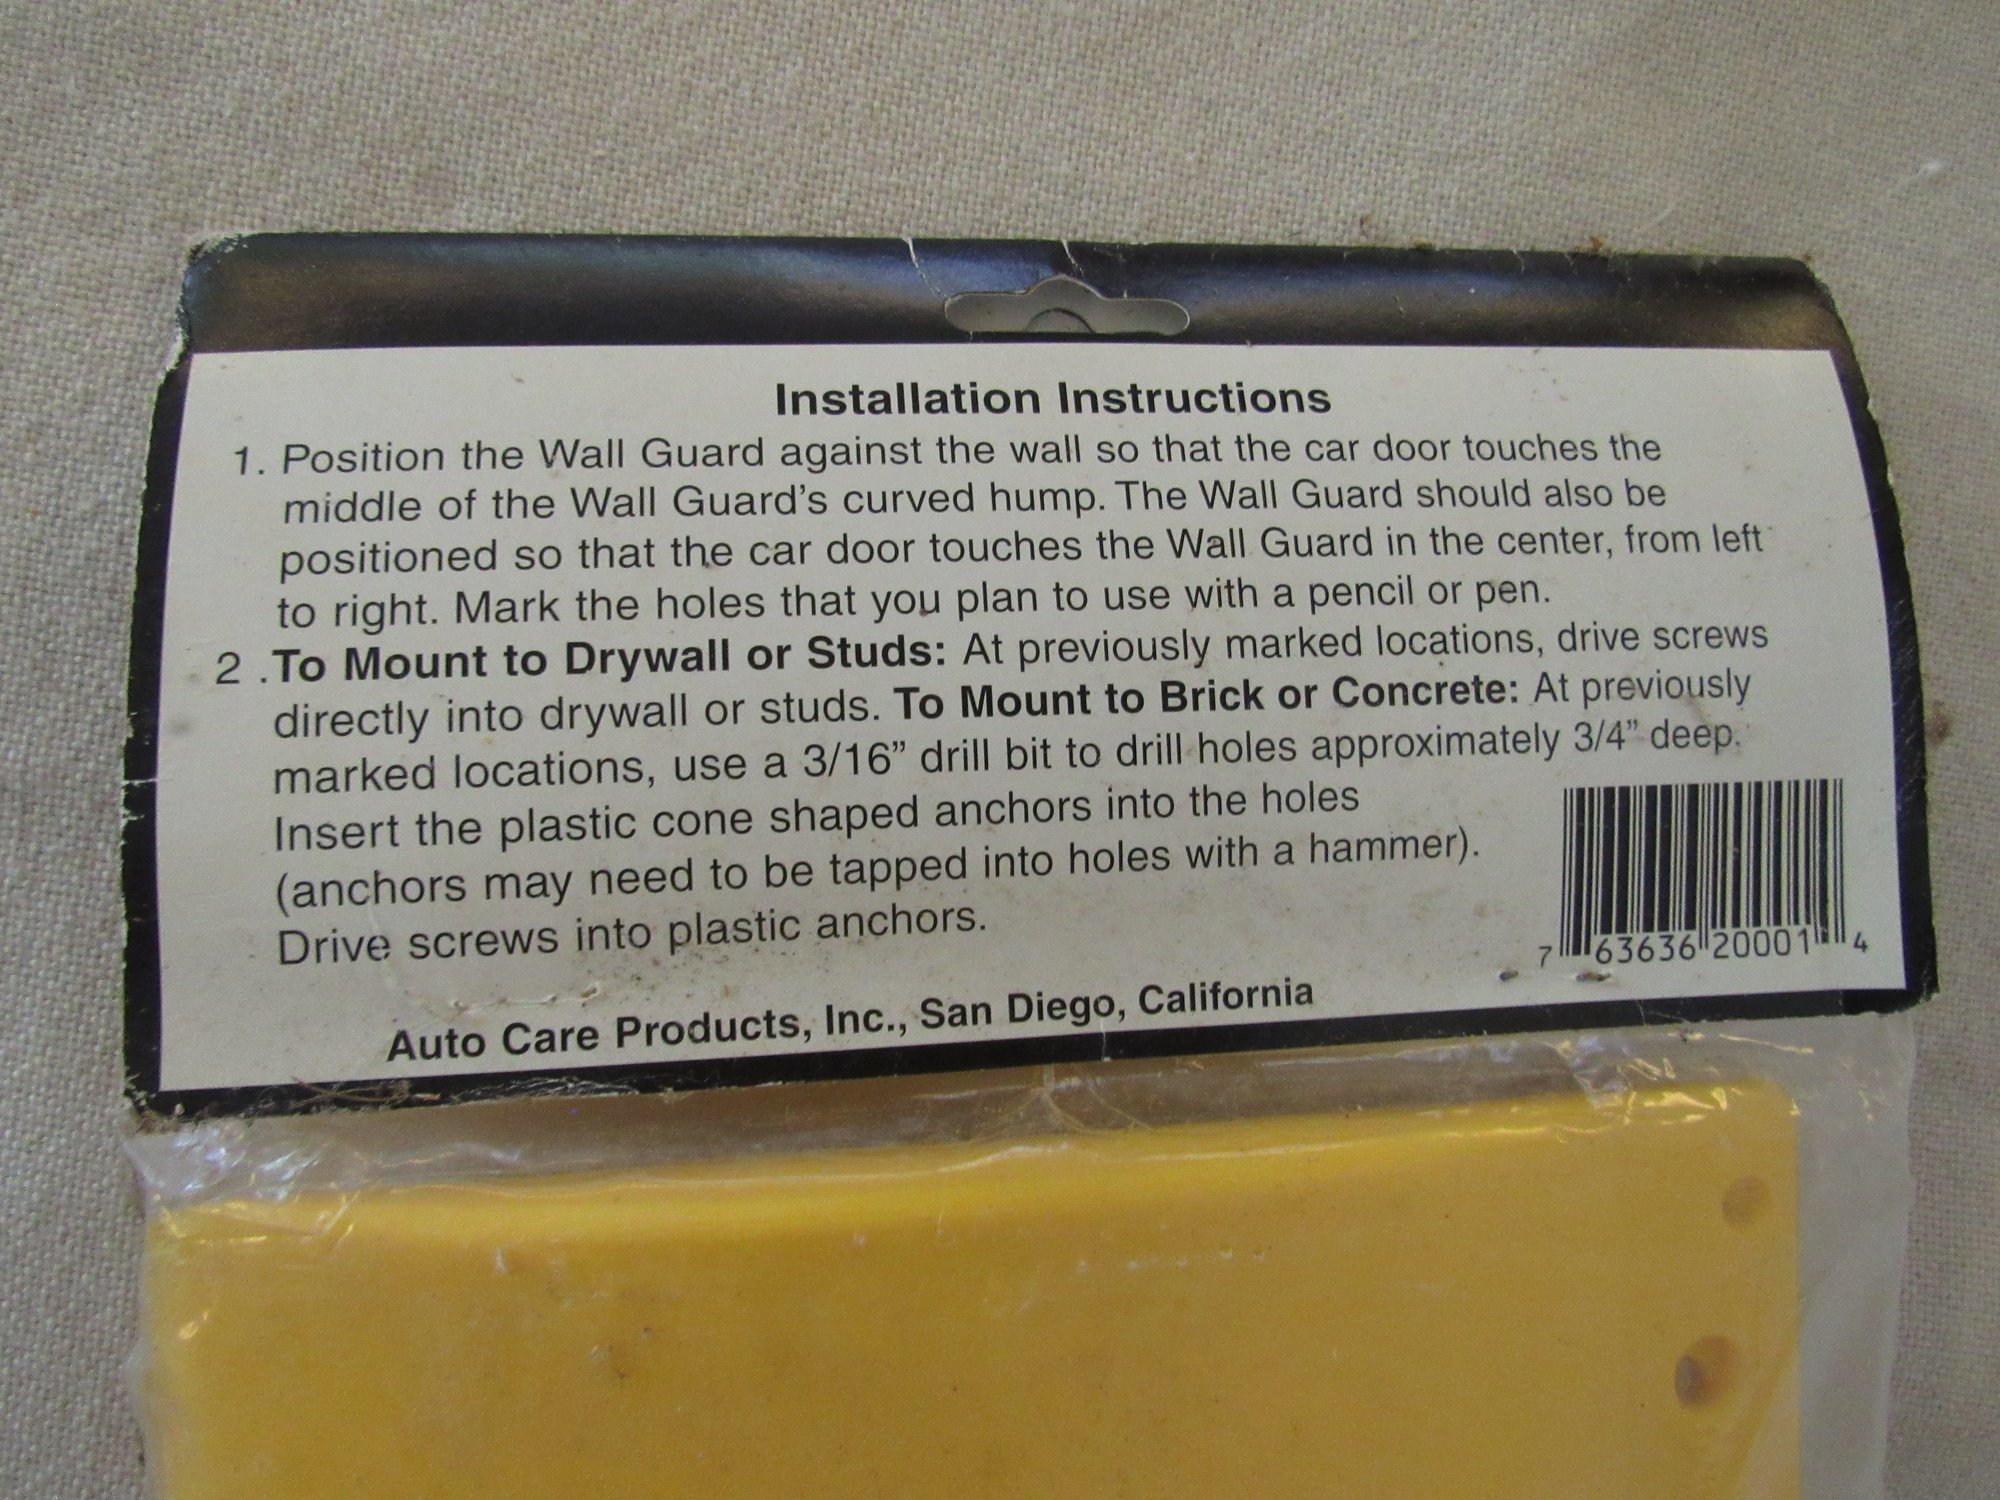 Installation Instructions
1. Position the Wall Guard against the wall so that the car door touches the
middle of the Wall Guard's curved hump. The Wall Guard should also be
positioned so that the car door touches the Wall Guard in the center, from left
to right. Mark the holes that you plan to use with a pencil or pen.
2 .To Mount to Drywall or Studs: At previously marked locations, drive screws
directly into drywall or studs. To Mount to Brick or Concrete: At previously
marked locations, use a 3/16” drill bit to drill holes approximately 3/4” deep.
Insert the plastic cone shaped anchors into the holes
(anchors may need to be tapped into holes with a hammer).
Drive screws into plastic anchors.
7 63636 20001 4
Auto Care Products, Inc., San Diego, California